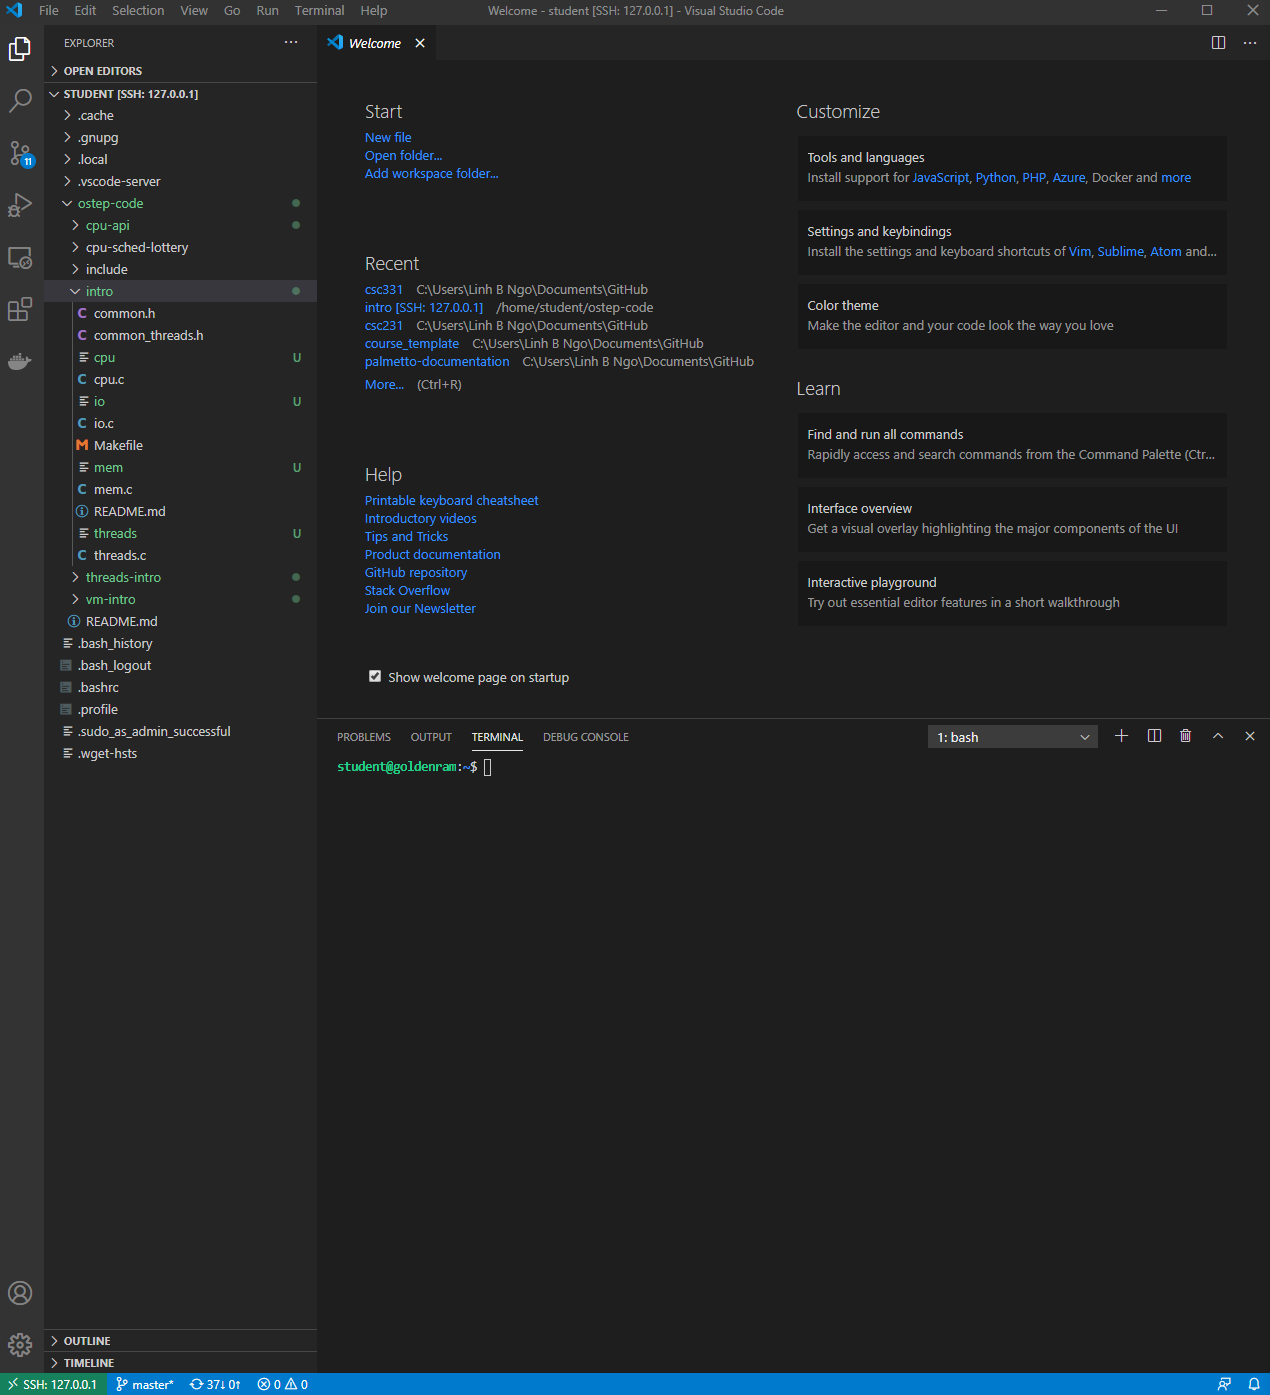 File Edit Selection View Go Run Terminal Help
Welcome - student [SSH: 127.0.0.1] - Visual Studio Code
EXPLORER
OPEN EDITORS
STUDENT [SSH: 127.0.0.1]
.cache
.gnupg
.local
.vscode-server
ostep-code
cpu-api
cpu-sched-lottery
include
intro
common.h
common_threads.h
cpu U
cpu.c
io U
io.c
Makefile
mem U
mem.c
README.md
threads U
threads.c
threads-intro
vm-intro
README.md
.bash_history
.bash_logout
.bashrc
.profile
.sudo_as_admin_successful
.wget-hsts
OUTLINE
TIMELINE
11
Welcome
Start
New file
Open folder...
Add workspace folder...
Recent
csc331 C:\Users\Linh B Ngo\Documents\GitHub
intro [SSH: 127.0.0.1] /home/student/ostep-code
csc231 C:\Users\Linh B Ngo\Documents\GitHub
course_template C:\Users\Linh B Ngo\Documents\GitHub
palmetto-documentation C:\Users\Linh B Ngo\Documents\GitHub
More... (Ctrl+R)
Help
Printable keyboard cheatsheet
Introductory videos
Tips and Tricks
Product documentation
GitHub repository
Stack Overflow
Join our Newsletter
Show welcome page on startup
Customize
Tools and languages
Install support for JavaScript, Python, PHP, Azure, Docker and more
Settings and keybindings
Install the settings and keyboard shortcuts of Vim, Sublime, Atom and...
Color theme
Make the editor and your code look the way you love
Learn
Find and run all commands
Rapidly access and search commands from the Command Palette (Ctr...
Interface overview
Get a visual overlay highlighting the major components of the UI
Interactive playground
Try out essential editor features in a short walkthrough
PROBLEMS OUTPUT TERMINAL DEBUG CONSOLE
1: bash
student@goldenram:~$
SSH: 127.0.0.1 master* 37↓ 0↑ 0 0